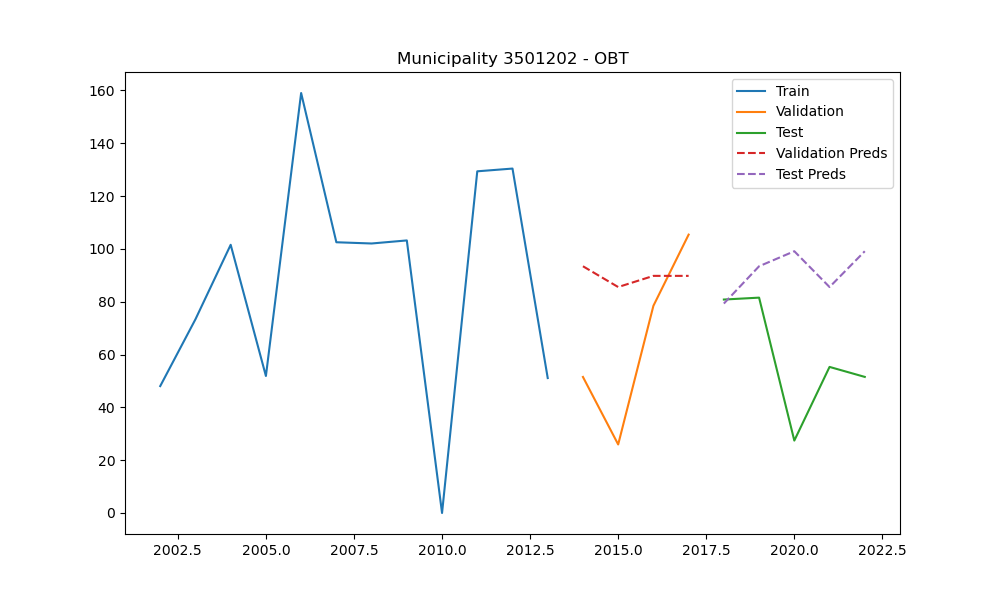 Municipality 3501202 - OBT
Train
Validation
Test
Validation Preds
Test Preds
160
140
120
100
80
60
40
20
0
2002.5 2005.0 2007.5 2010.0 2012.5 2015.0 2017.5 2020.0 2022.5